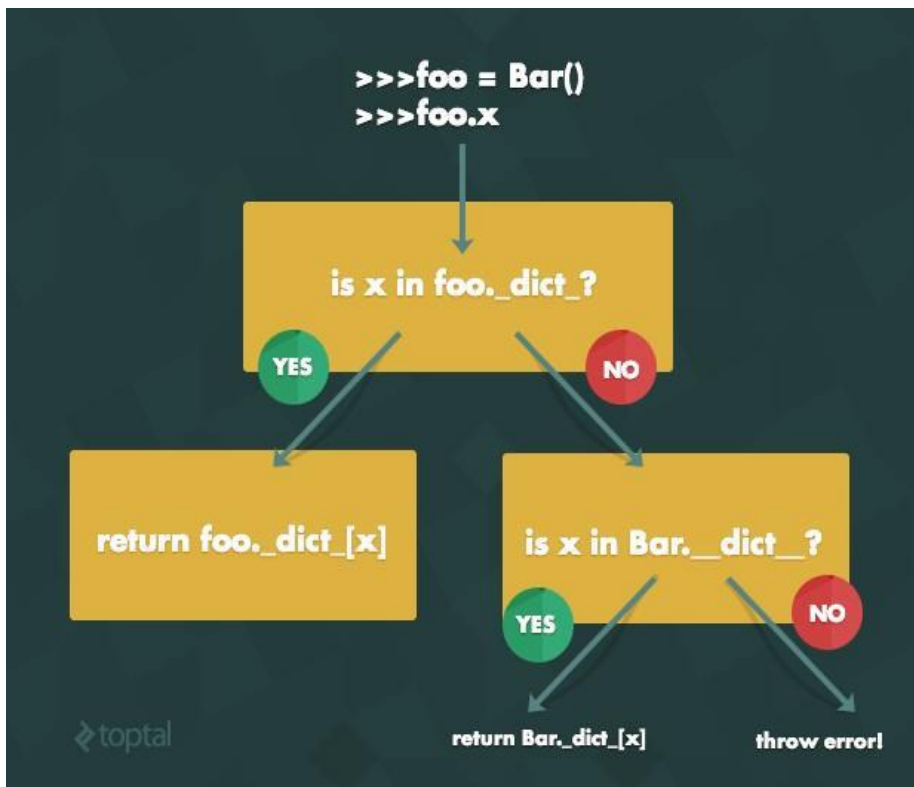 >>>foo = Bar()
>>>foo.x
is x in foo._dict_?
YES
NO
return foo._dict_[x]
is x in Bar.__dict__?
YES
NO
return Bar._dict_[x]
throw error!
toptal